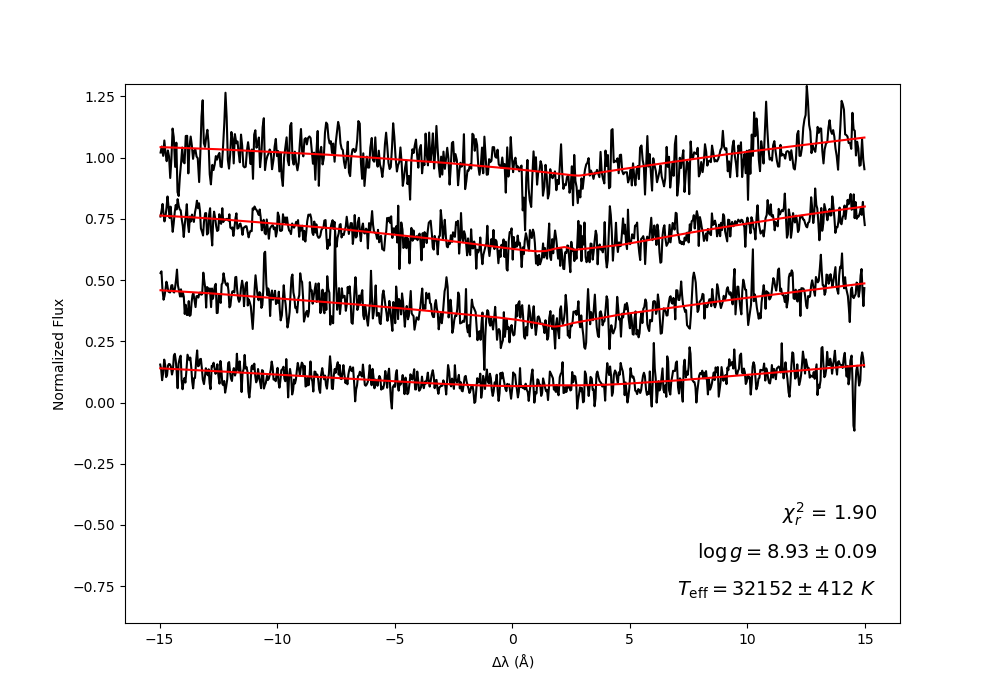 1.25
1.00
0.75
0.50
0.25
0.00
−0.25
−0.50
−0.75
Normalized Flux
χ²ᵣ = 1.90
log g = 8.93 ± 0.09
T_eff = 32152 ± 412 K
−15 −10 −5 0 5 10 15
Δλ (Å)